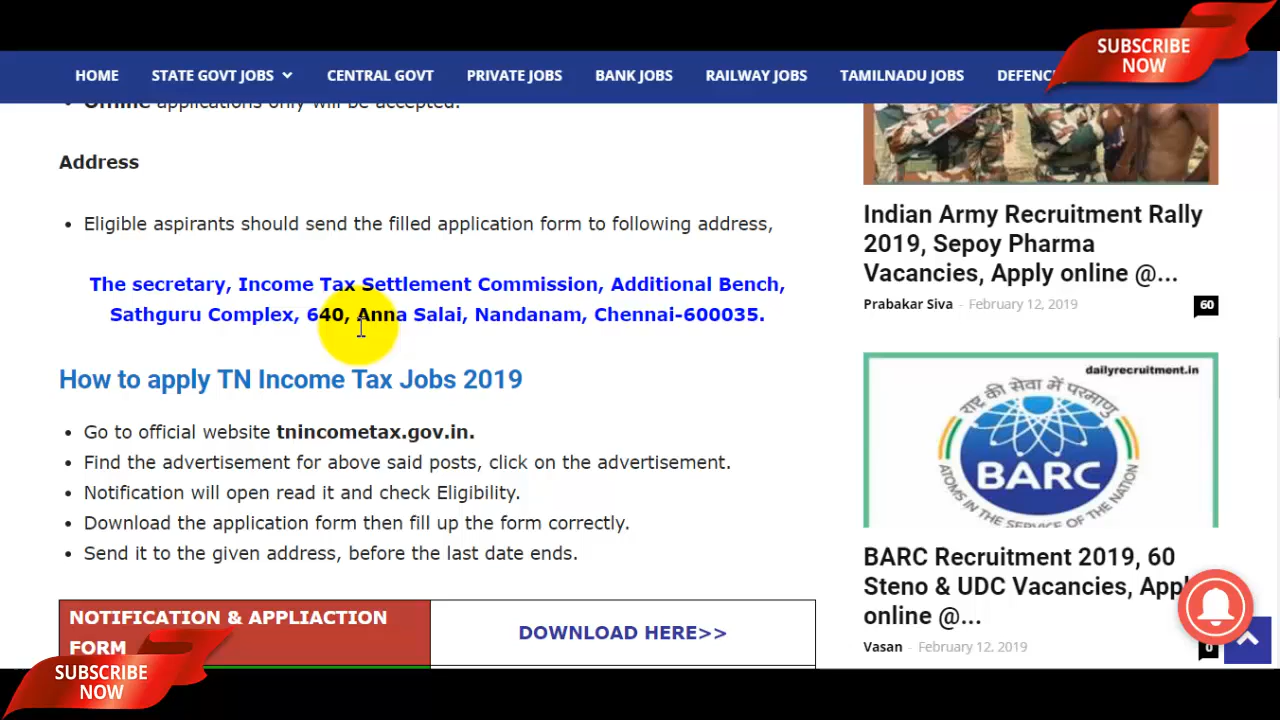 SUBSCRIBE
NOW
HOME STATE GOVT JOBS CENTRAL GOVT PRIVATE JOBS BANK JOBS RAILWAY JOBS TAMILNADU JOBS
Offline applications only will be accepted.
Address
• Eligible aspirants should send the filled application form to following address,
The secretary, Income Tax Settlement Commission, Additional Bench,
Sathguru Complex, 640, Anna Salai, Nandanam, Chennai-600035.
How to apply TN Income Tax Jobs 2019
• Go to official website tnincometax.gov.in.
• Find the advertisement for above said posts, click on the advertisement.
• Notification will open read it and check Eligibility.
• Download the application form then fill up the form correctly.
• Send it to the given address, before the last date ends.
NOTIFICATION & APPLIACTION
FORM
DOWNLOAD HERE>>
Indian Army Recruitment Rally
2019, Sepoy Pharma
Vacancies, Apply online @...
Prabakar Siva - February 12, 2019 60
dailyrecruitment.in
राष्ट्र की सेवा में परमाणु
BARC
ATOMS IN THE SERVICE OF THE NATION
BARC Recruitment 2019, 60
Steno & UDC Vacancies,
online @...
Vasan - February 12, 2019 0
SUBSCRIBE
NOW